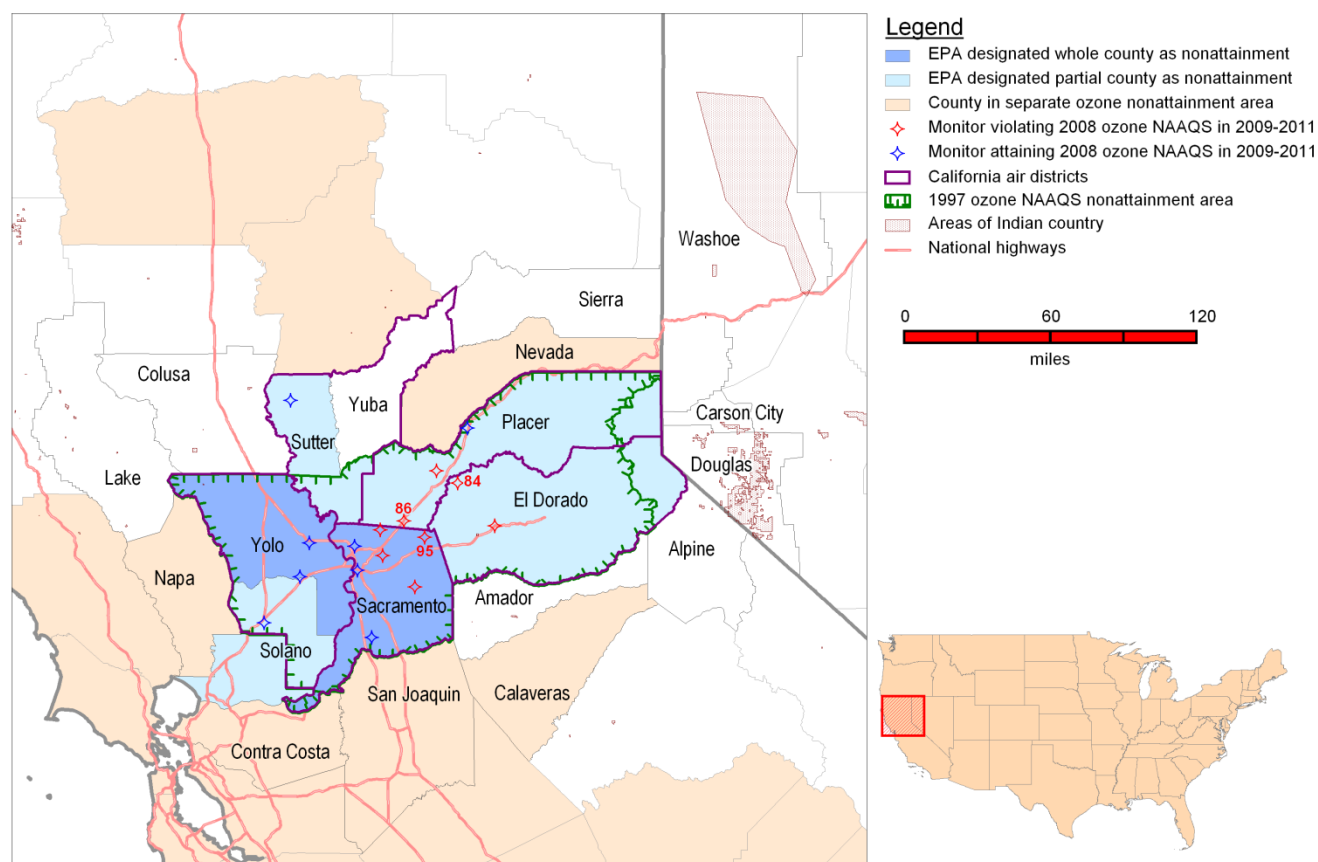 Legend
EPA designated whole county as nonattainment
EPA designated partial county as nonattainment
County in separate ozone nonattainment area
Monitor violating 2008 ozone NAAQS in 2009-2011
Monitor attaining 2008 ozone NAAQS in 2009-2011
California air districts
1997 ozone NAAQS nonattainment area
Areas of Indian country
National highways
0 60 120
miles
Washoe
Sierra
Nevada
Colusa
Yuba
Placer
Carson City
Sutter
Douglas
Lake
84
El Dorado
86
Yolo
95
Alpine
Napa
Amador
Sacramento
Solano
San Joaquin
Calaveras
Contra Costa